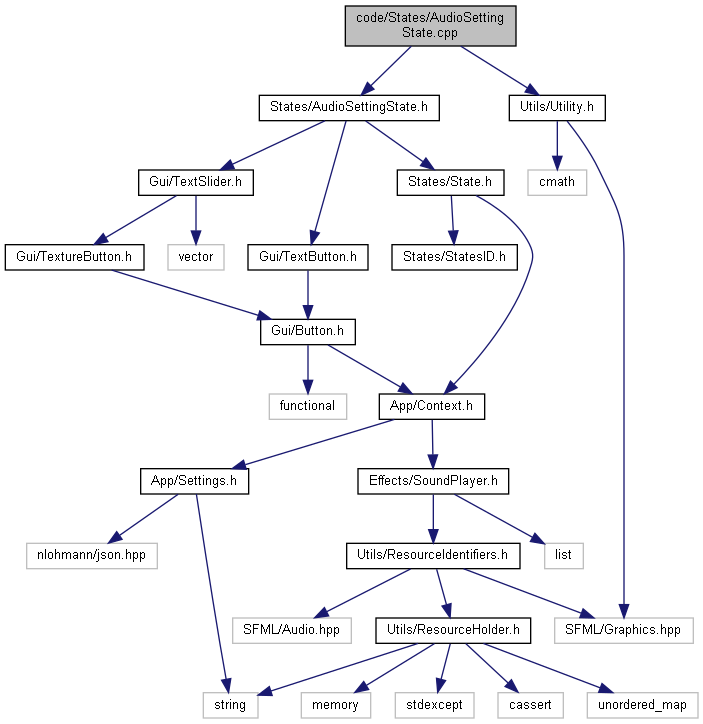 code/States/AudioSetting
State.cpp
States/AudioSettingState.h
Utils/Utility.h
Gui/TextSlider.h
States/State.h
cmath
Gui/TextureButton.h
vector
Gui/TextButton.h
States/StatesID.h
Gui/Button.h
functional
App/Context.h
App/Settings.h
Effects/SoundPlayer.h
nlohmann/json.hpp
Utils/ResourceIdentifiers.h
list
SFML/Audio.hpp
Utils/ResourceHolder.h
SFML/Graphics.hpp
string
memory
stdexcept
cassert
unordered_map